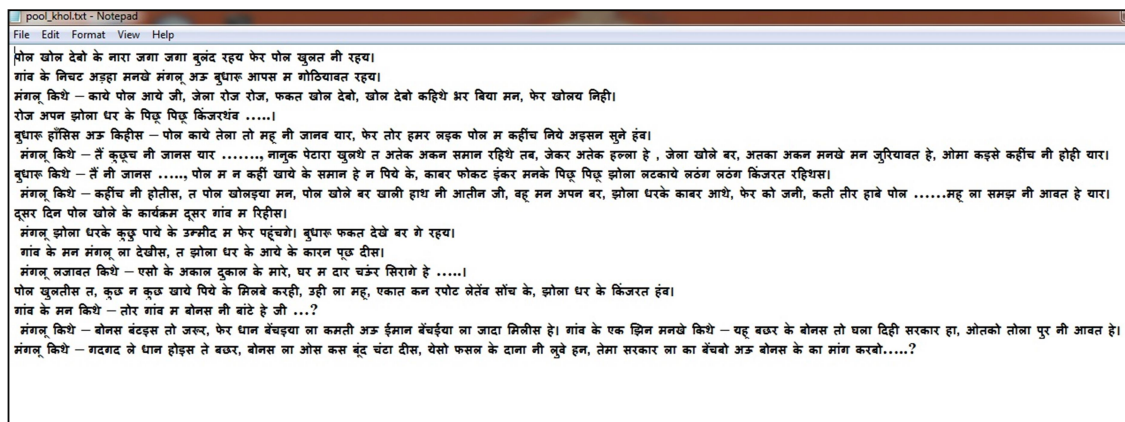 pool_khol.txt - Notepad
File Edit Format View Help
पोल खोल देबो के नारा जगा जगा बुलंद रहय फेर पोल खुलत नी रहय।
गांव के निचट अड़हा मनखे मंगलू अऊ बुधारू आपस म गोठियावत रहय।
मंगलू किथे – काये पोल आये जी, जेला रोज रोज, फकत खोल देबो, खोल देबो कहिथे भर बिया मन, फेर खोलय निही।
रोज अपन झोला धर के पिछू पिछू किंजरथंव .....।
बुधारू हाँसिस अऊ किहीस – पोल काये तेला तो महू नी जानव यार, फेर तोर हमर लइक पोल म कहींच निये अइसन सुने हंव।
मंगलू किथे – तैं कूछूच नी जानस यार ......., नानुक पेटारा खुलथे त अतेक अकन समान रहिथे तब, जेकर अतेक हल्ला हे , जेला खोले बर, अतका अकन मनखे मन जुरियावत हे, ओमा कइसे कहींच नी होही यार।
बुधारू किथे – तैं नी जानस ....., पोल म न कहीं खाये के समान हे न पिये के, काबर फोकट इंकर मनके पिछू पिछू झोला लटकाये लठंग लठंग किंजरत रहिथस।
मंगलू किथे – कहींच नी होतीस, त पोल खोलइया मन, पोल खोले बर खाली हाथ नी आतीन जी, वहू मन अपन बर, झोला धरके काबर आथे, फेर को जनी, कती तीर हाबे पोल ......महू ला समझ नी आवत हे यार।
दूसर दिन पोल खोले के कार्यक्रम दूसर गांव म रिहीस।
मंगलू झोला धरके कुछु पाये के उम्मीद म फेर पहूंचगे। बुधारू फकत देखे बर गे रहय।
गांव के मन मंगलू ला देखीस, त झोला धर के आये के कारन पूछ दीस।
मंगलू लजावत किथे – एसो के अकाल दुकाल के मारे, घर म दार चऊंर सिरागे हे .....।
पोल खुलतीस त, कुछ न कुछ खाये पिये के मिलबे करही, उही ला महू, एकात कन रपोट लेतेंव सोंच के, झोला धर के किंजरत हंव।
गांव के मन किथे – तोर गांव म बोनस नी बांटे हे जी ...?
मंगलू किथे – बोनस बंटइस तो जरूर, फेर धान बेंचइया ला कमती अऊ ईमान बेंचईया ला जादा मिलीस हे। गांव के एक झिन मनखे किथे – यहू बछर के बोनस तो घला दिही सरकार हा, ओतको तोला पुर नी आवत हे।
मंगलू किथे – गदगद ले धान होइस ते बछर, बोनस ला ओस कस बूंद चंटा दीस, येसो फसल के दाना नी लुवे हन, तेमा सरकार ला का बेंचबो अऊ बोनस के का मांग करबो.....?